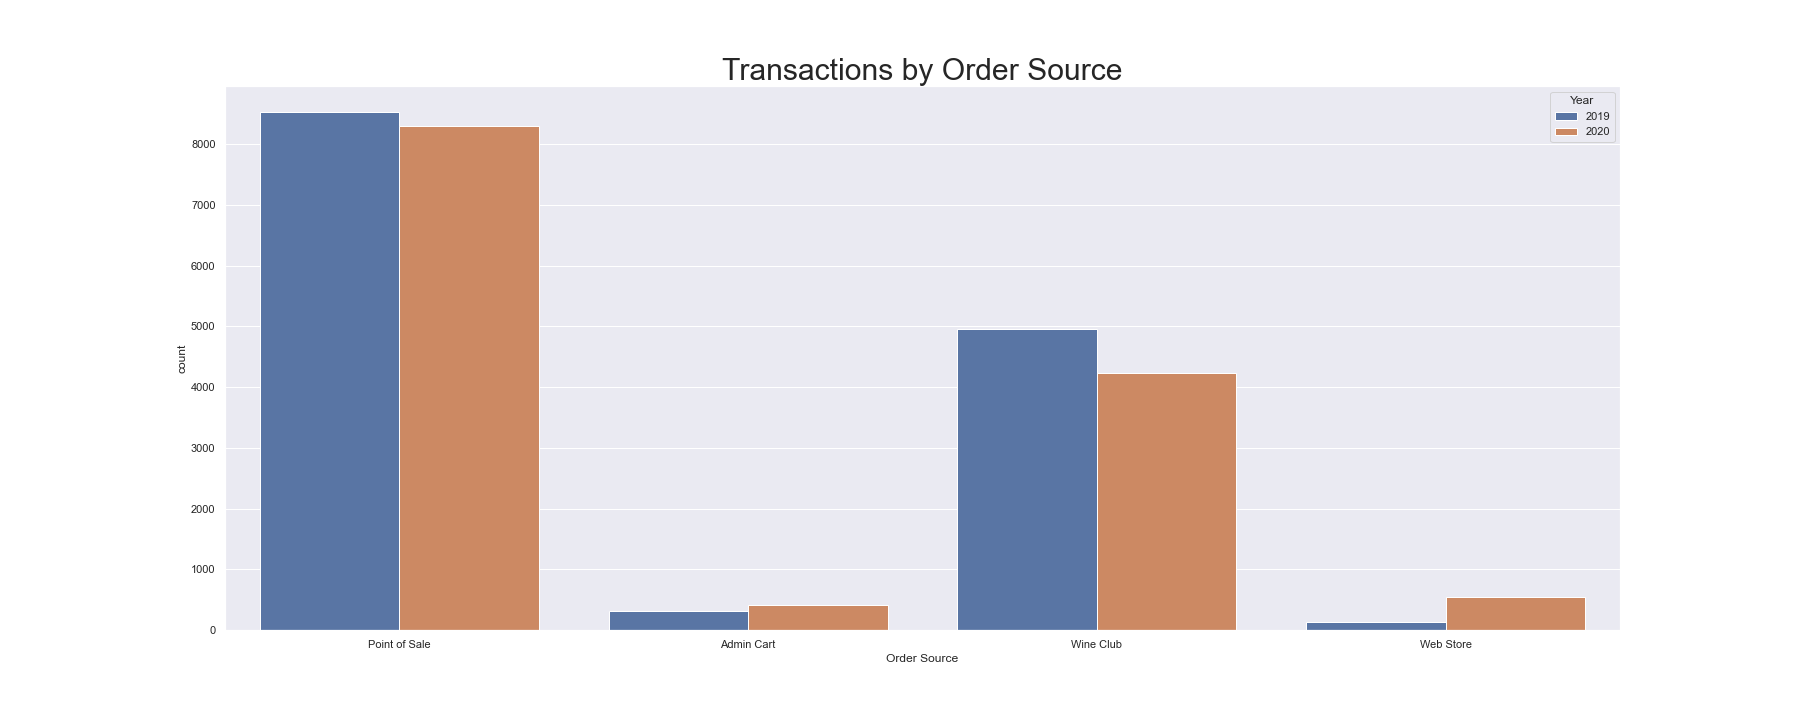 Transactions by Order Source
Year
2019
2020
8000
7000
6000
5000
4000
3000
2000
1000
0
count
Point of Sale
Admin Cart
Wine Club
Web Store
Order Source